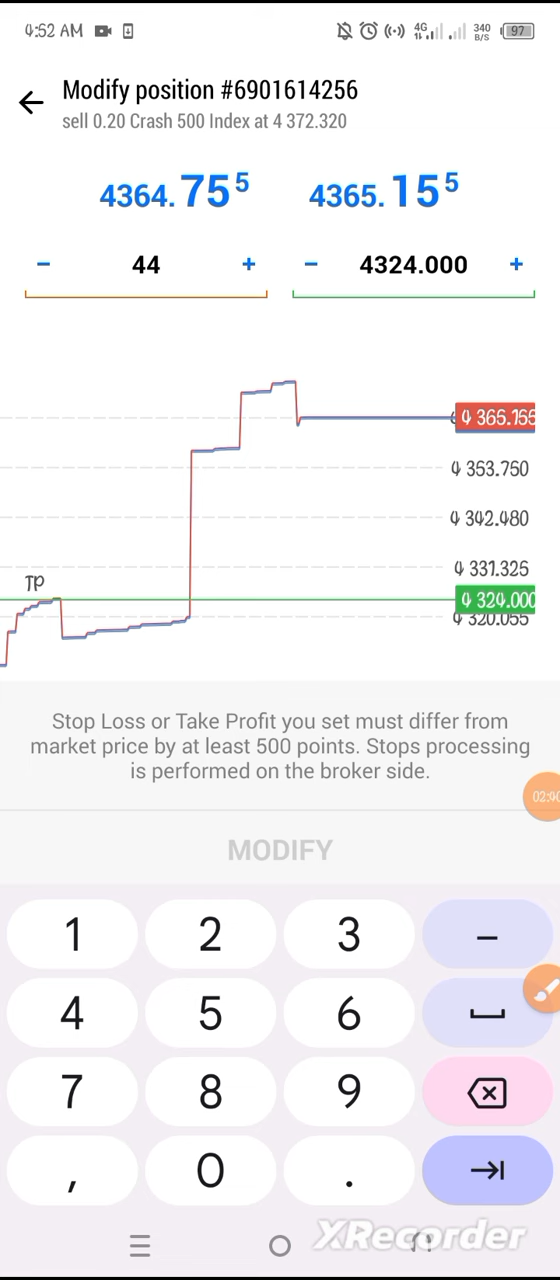 4:52 AM
4G
340 B/S
97
Modify position #6901614256
sell 0.20 Crash 500 Index at 4 372.320
4364.755 4365.155
- 44 + - 4324.000 +
4 365.155
4 353.750
4 342.480
4 331.325
TP
4 324.000
4 320.055
Stop Loss or Take Profit you set must differ from
market price by at least 500 points. Stops processing
is performed on the broker side.
MODIFY
1 2 3 -
4 5 6
7 8 9
, 0 .
XRecorder